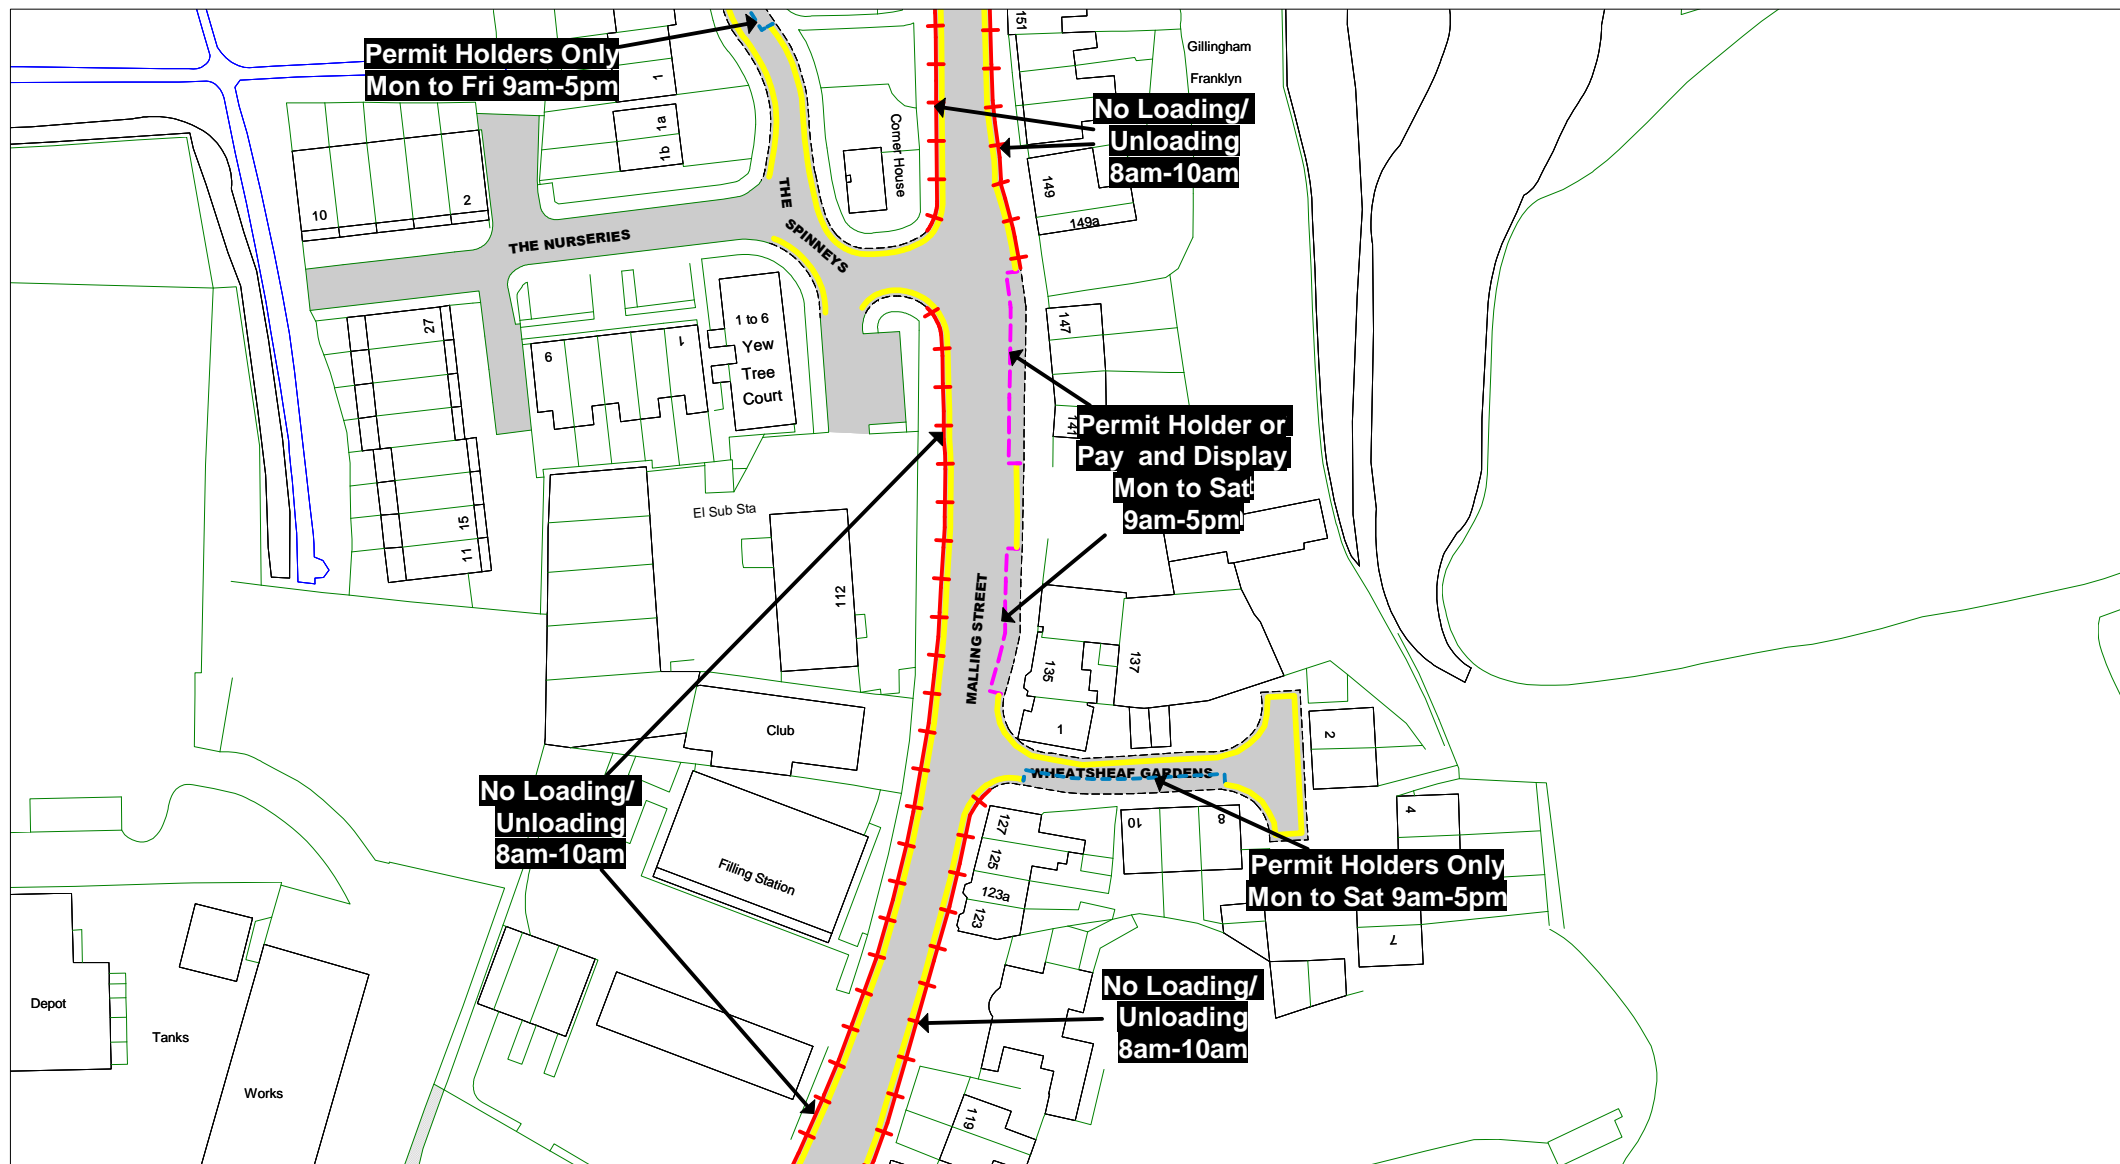 151
Gillingham
Franklyn
Permit Holders Only
Mon to Fri 9am-5pm
1
1a
1b
Corner House
No Loading/
Unloading
8am-10am
149
149a
10
2
THE NURSERIES
THE SPINNEYS
27
15
11
9
1
1 to 6
Yew
Tree
Court
147
141
Permit Holder or
Pay and Display
Mon to Sat
9am-5pm
El Sub Sta
112
MALLING STREET
135
137
1
2
Club
WHEATSHEAF GARDENS
No Loading/
Unloading
8am-10am
Filling Station
127
125
123a
123
10
8
4
Permit Holders Only
Mon to Sat 9am-5pm
7
No Loading/
Unloading
8am-10am
Depot
Tanks
Works
119